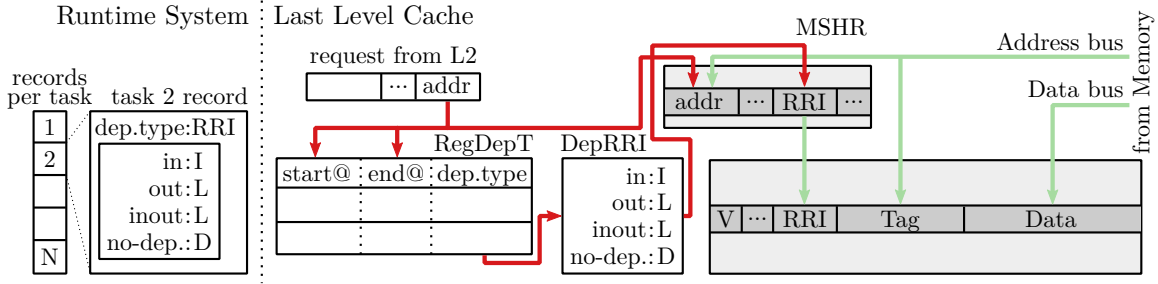 Runtime System
Last Level Cache
records
per task
1
2
N
task 2 record
dep.type:RRI
in:I
out:L
inout:L
no-dep.:D
request from L2
... addr
RegDepT
start@ end@ dep.type
DepRRI
in:I
out:L
inout:L
no-dep.:D
MSHR
addr ... RRI ...
Address bus
Data bus
from Memory
V ... RRI Tag Data